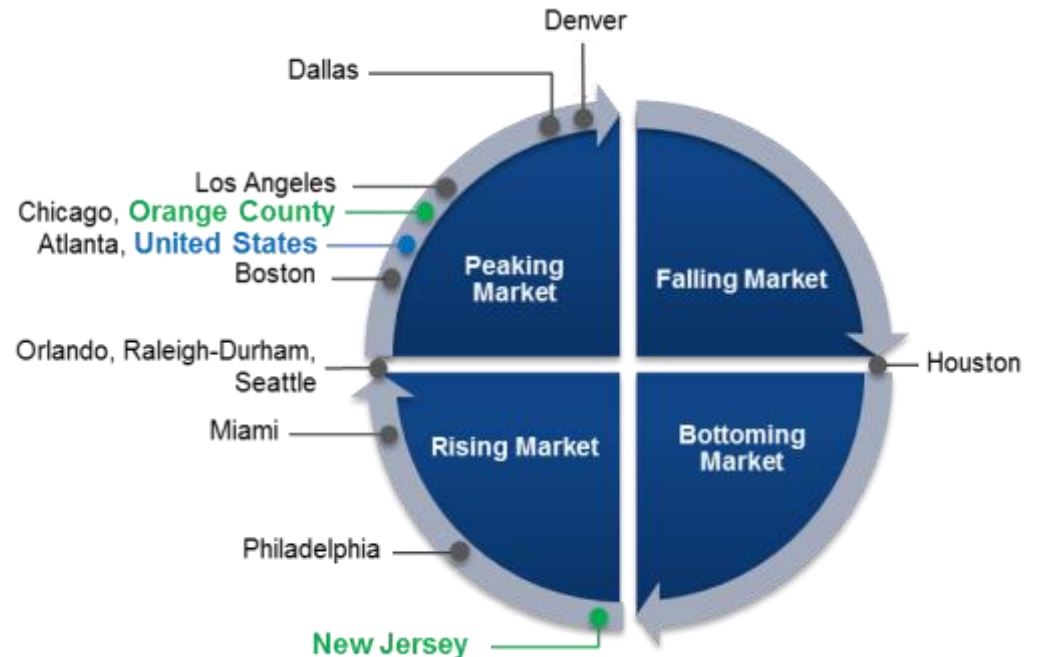 Denver
Dallas
Los Angeles
Chicago, Orange County
Atlanta, United States
Boston
Peaking
Market
Falling Market
Orlando, Raleigh-Durham,
Seattle
Houston
Miami
Rising Market
Bottoming
Market
Philadelphia
New Jersey